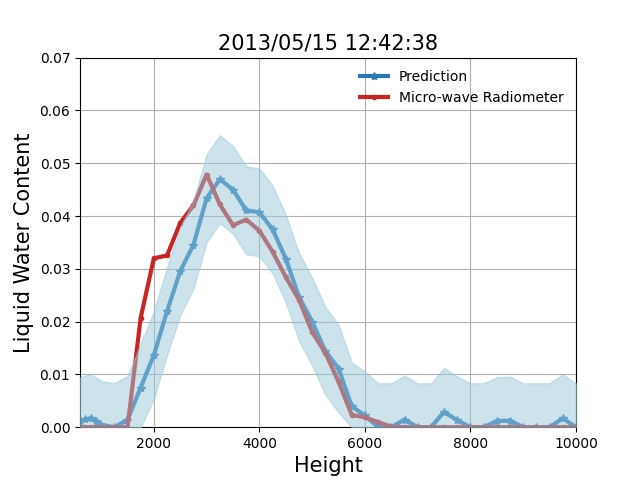 2013/05/15 12:42:38
Prediction
Micro-wave Radiometer
Liquid Water Content
0.07
0.06
0.05
0.04
0.03
0.02
0.01
0.00
2000 4000 6000 8000 10000
Height